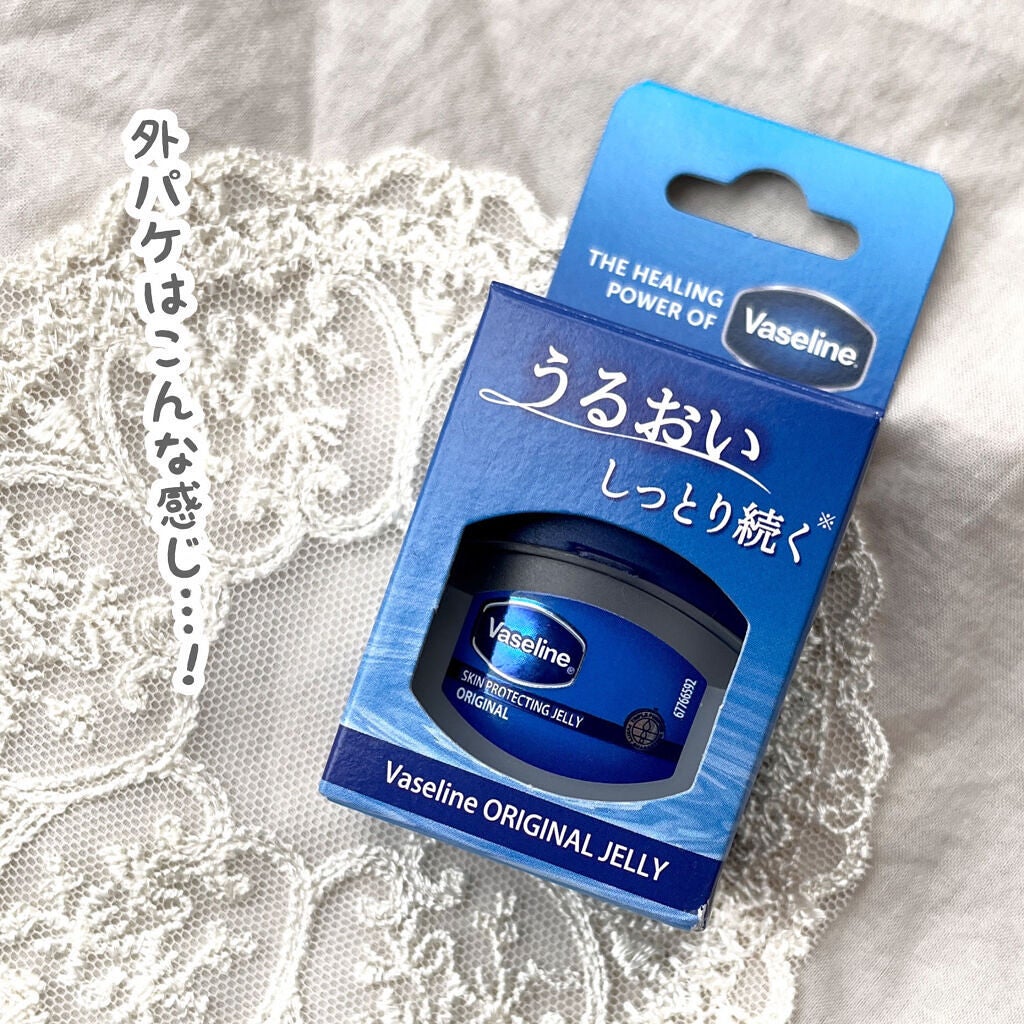 外パケはこんな感じ…!
THE HEALING
POWER OF
Vaseline
うるおい
しっとり続く※
Vaseline
SKIN PROTECTING JELLY
ORIGINAL
67766592
Vaseline ORIGINAL JELLY